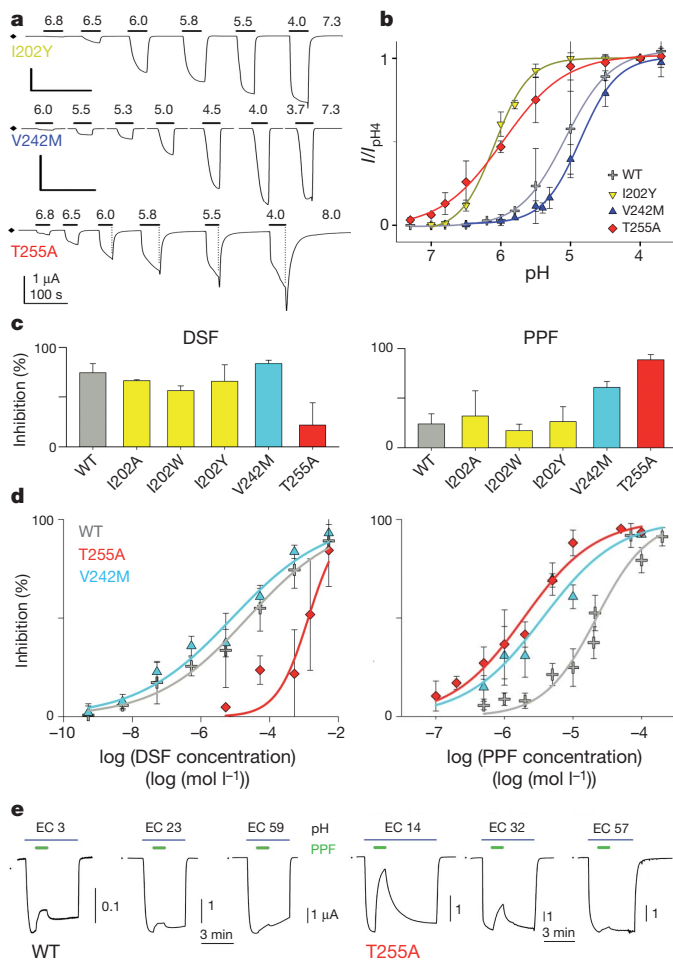 a
6.8 6.5 6.0 5.8 5.5 4.0 7.3
I202Y
6.0 5.5 5.3 5.0 4.5 4.0 3.7 7.3
V242M
6.8 6.5 6.0 5.8 5.5 4.0 8.0
T255A
1 μA
100 s
b
I/IpH4
1
0
7 6 5 4
pH
WT
I202Y
V242M
T255A
c
DSF
Inhibition (%)
100
0
WT I202A I202W I202Y V242M T255A
PPF
100
0
WT I202A I202W I202Y V242M T255A
d
WT
T255A
V242M
Inhibition (%)
100
0
−10 −8 −6 −4 −2
log (DSF concentration)
(log (mol l−1))
100
0
−7 −6 −5 −4
log (PPF concentration)
(log (mol l−1))
e
EC 3 EC 23 EC 59 pH EC 14 EC 32 EC 57
PPF
0.1 1 1 μA 1 1 1
3 min 3 min
WT T255A